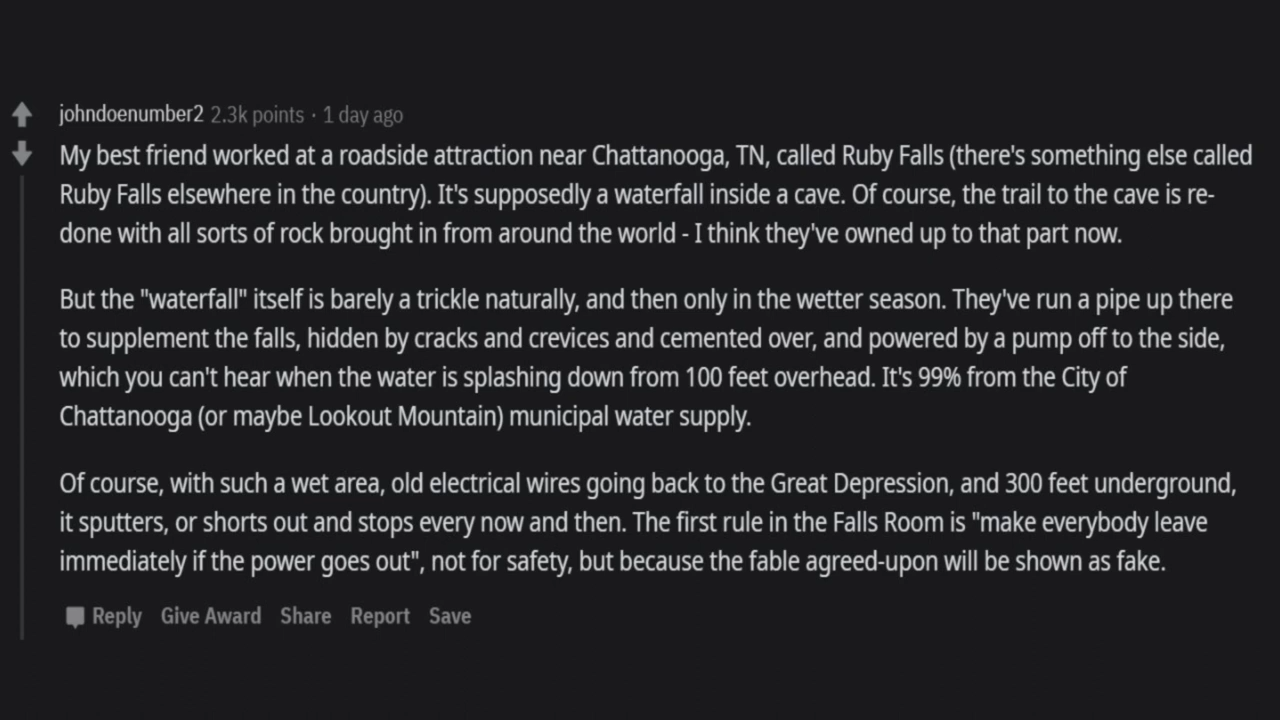 johndoenumber2 2.3k points · 1 day ago
My best friend worked at a roadside attraction near Chattanooga, TN, called Ruby Falls (there's something else called
Ruby Falls elsewhere in the country). It's supposedly a waterfall inside a cave. Of course, the trail to the cave is re-
done with all sorts of rock brought in from around the world - I think they've owned up to that part now.
But the "waterfall" itself is barely a trickle naturally, and then only in the wetter season. They've run a pipe up there
to supplement the falls, hidden by cracks and crevices and cemented over, and powered by a pump off to the side,
which you can't hear when the water is splashing down from 100 feet overhead. It's 99% from the City of
Chattanooga (or maybe Lookout Mountain) municipal water supply.
Of course, with such a wet area, old electrical wires going back to the Great Depression, and 300 feet underground,
it sputters, or shorts out and stops every now and then. The first rule in the Falls Room is "make everybody leave
immediately if the power goes out", not for safety, but because the fable agreed-upon will be shown as fake.
Reply Give Award Share Report Save